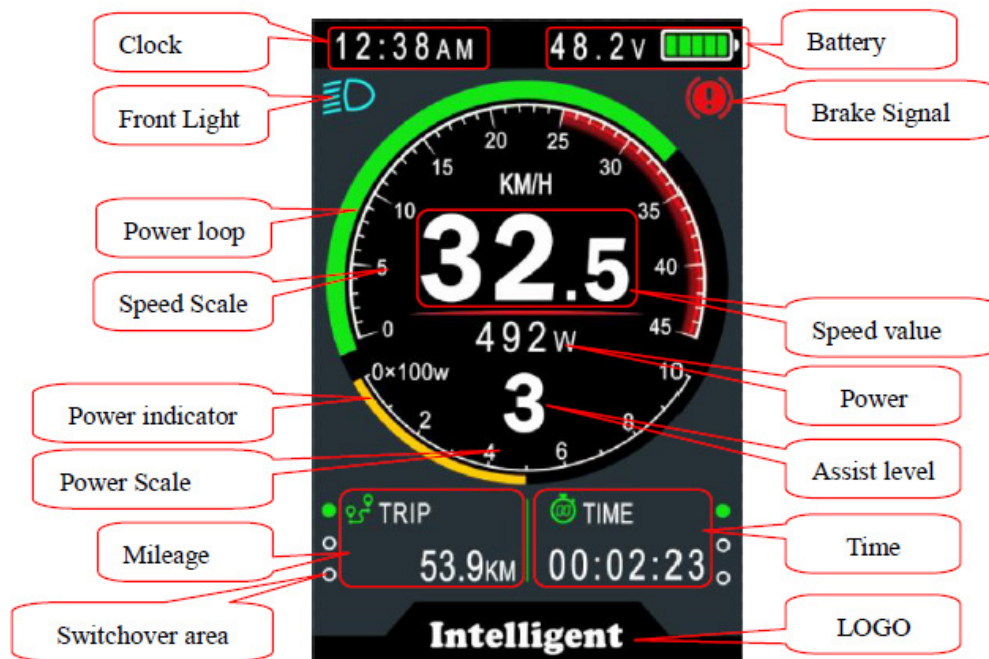 Clock
12:38AM
48.2V
Battery
Front Light
Brake Signal
20
25
15
30
KM/H
10
35
Power loop
32.5
5
40
Speed Scale
0
45
Speed value
492W
0×100w
10
Power
3
Power indicator
2
8
4
6
Power Scale
Assist level
TRIP
00
TIME
Mileage
53.9KM
00:02:23
Time
Switchover area
Intelligent
LOGO